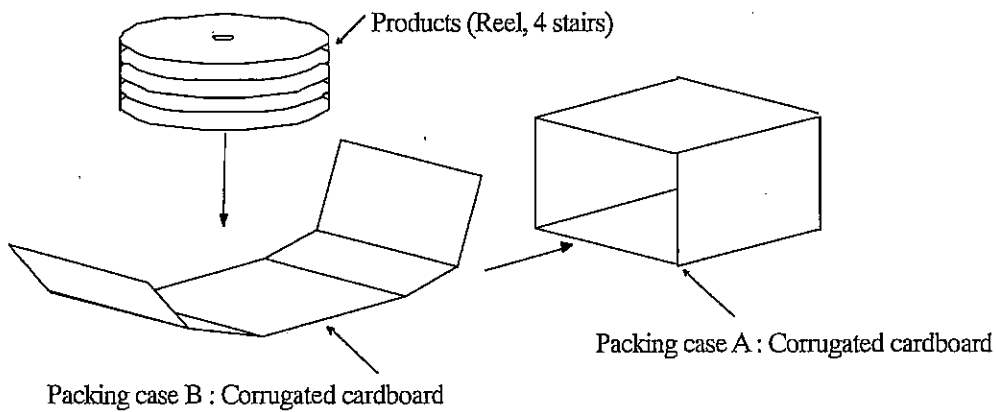 Products (Reel, 4 stairs)
Packing case A : Corrugated cardboard
Packing case B : Corrugated cardboard